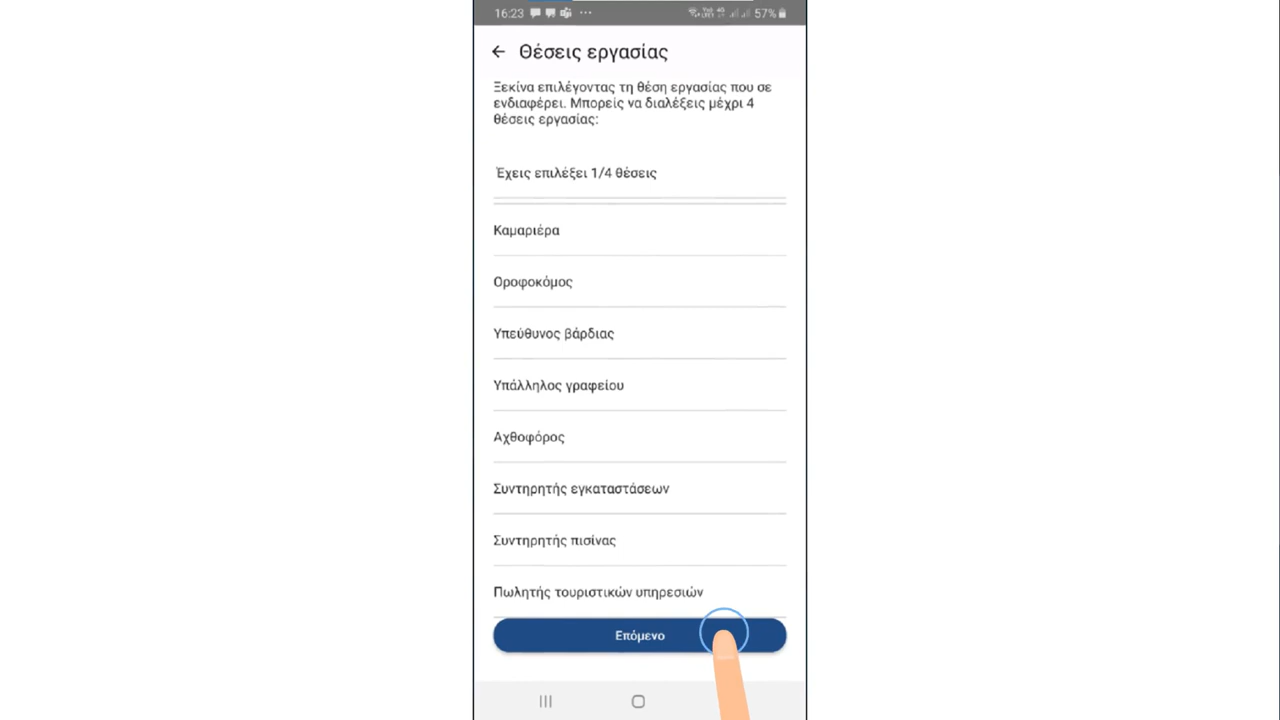 16:23 57%
Θέσεις εργασίας
Ξεκίνα επιλέγοντας τη θέση εργασίας που σε
ενδιαφέρει. Μπορείς να διαλέξεις μέχρι 4
θέσεις εργασίας:
Έχεις επιλέξει 1/4 θέσεις
Καμαριέρα
Οροφοκόμος
Υπεύθυνος βάρδιας
Υπάλληλος γραφείου
Αχθοφόρος
Συντηρητής εγκαταστάσεων
Συντηρητής πισίνας
Πωλητής τουριστικών υπηρεσιών
Επόμενο